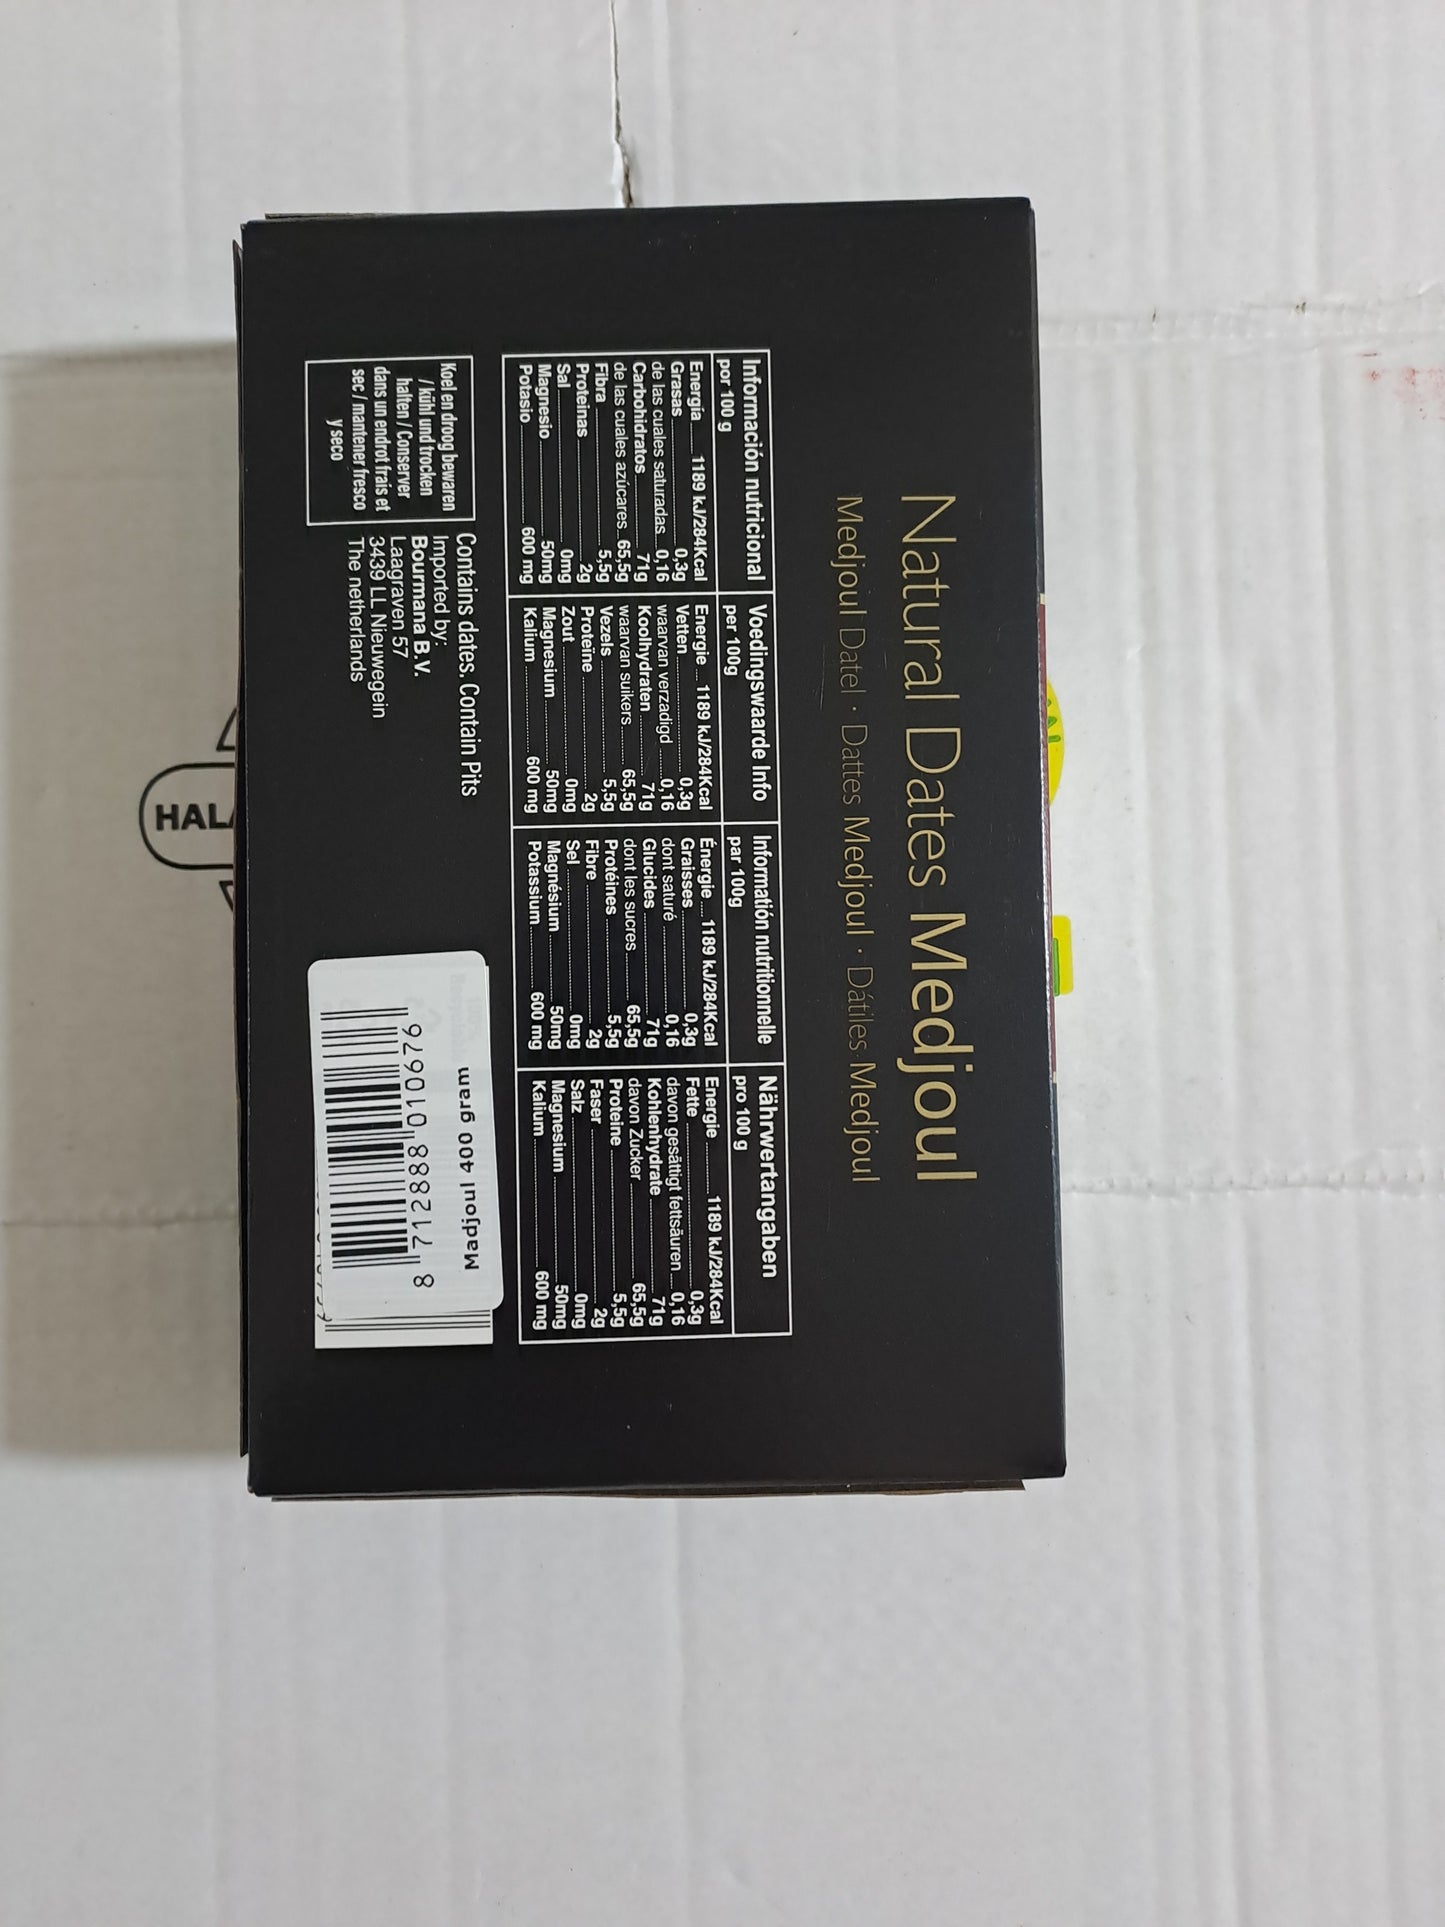 Natural Dates Medjoul
Medjoul Datel · Dattes Medjoul · Dátiles Medjoul
Información nutricional
por 100 g
Energía 1189 kJ/284Kcal
Grasas 0,3g
de las cuales saturadas 0,16
Carbohidratos 71g
de las cuales azúcares 65,5g
Fibra 5,5g
Proteinas 2g
Sal 0mg
Magnesio 50mg
Potasio 600 mg
Voedingswaarde Info
per 100g
Energie 1189 kJ/284Kcal
Vetten 0,3g
waarvan verzadigd 0,16
Koolhydraten 71g
waarvan suikers 65,5g
Vezels 5,5g
Proteïne 2g
Zout 0mg
Magnesium 50mg
Kalium 600 mg
Informatión nutritionnelle
par 100g
Énergie 1189 kJ/284Kcal
Graisses 0,3g
dont saturé 0,16
Glucides 71g
dont les sucres 65,5g
Protéines 5,5g
Fibre 2g
Sel 0mg
Magnésium 50mg
Potassium 600 mg
Nährwertangaben
pro 100 g
Energie 1189 kJ/284Kcal
Fette 0,3g
davon gesättigt fettsäuren 0,16
Kohlenhydrate 71g
davon Zucker 65,5g
Proteine 5,5g
Faser 2g
Salz 0mg
Magnesium 50mg
Kalium 600 mg
Koel en droog bewaren
/ kühl und trocken
halten / Conserver
dans un endrot frais et
sec / mantener fresco
y seco
Contains dates, Contain Pits
Imported by:
Bourmana B.V.
Laagraven 57
3439 LL Nieuwegein
The netherlands
Madjoul 400 gram
8 712888 010676
HALA